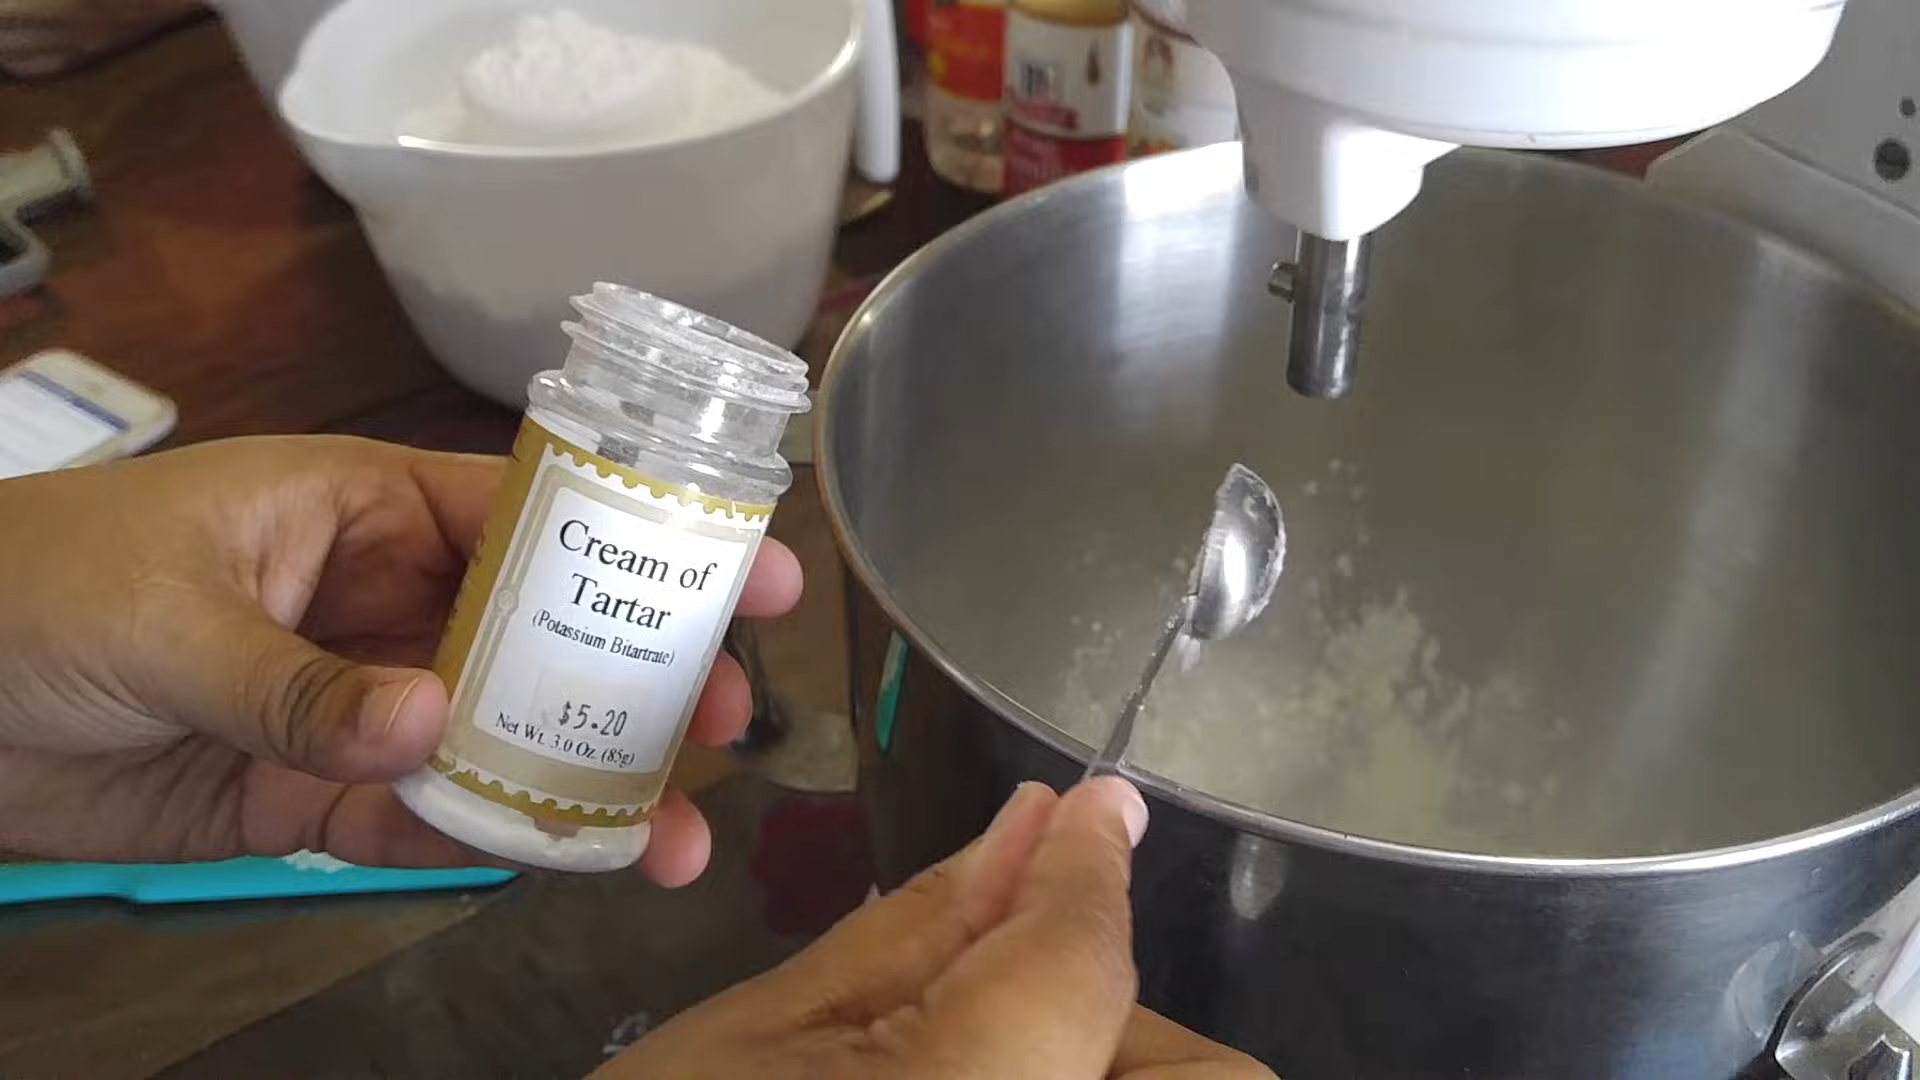 Cream of
Tartar
(Potassium Bitartrate)
$5.20
Net Wt. 3.0 Oz. (85g)